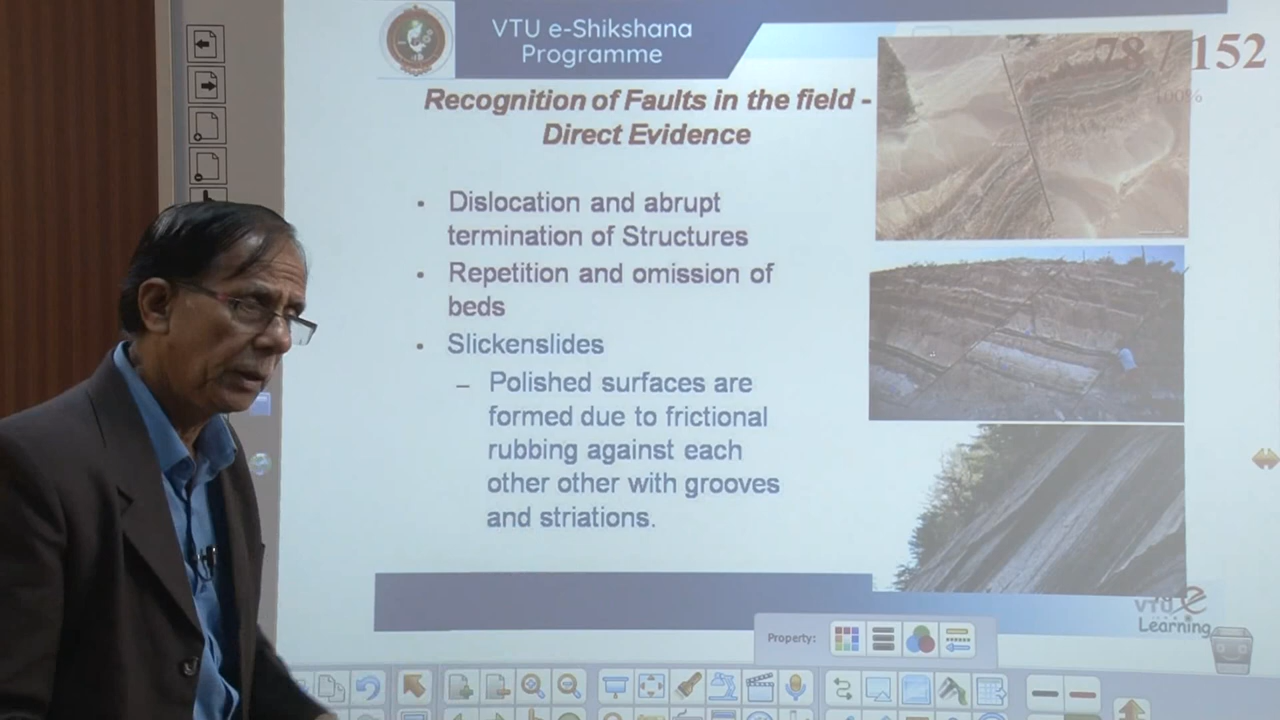 VTU e-Shikshana
Programme
78 / 152
100%
Recognition of Faults in the field -
Direct Evidence
• Dislocation and abrupt
termination of Structures
• Repetition and omission of
beds
• Slickenslides
– Polished surfaces are
formed due to frictional
rubbing against each
other other with grooves
and striations.
VTU e
Learning
Property: